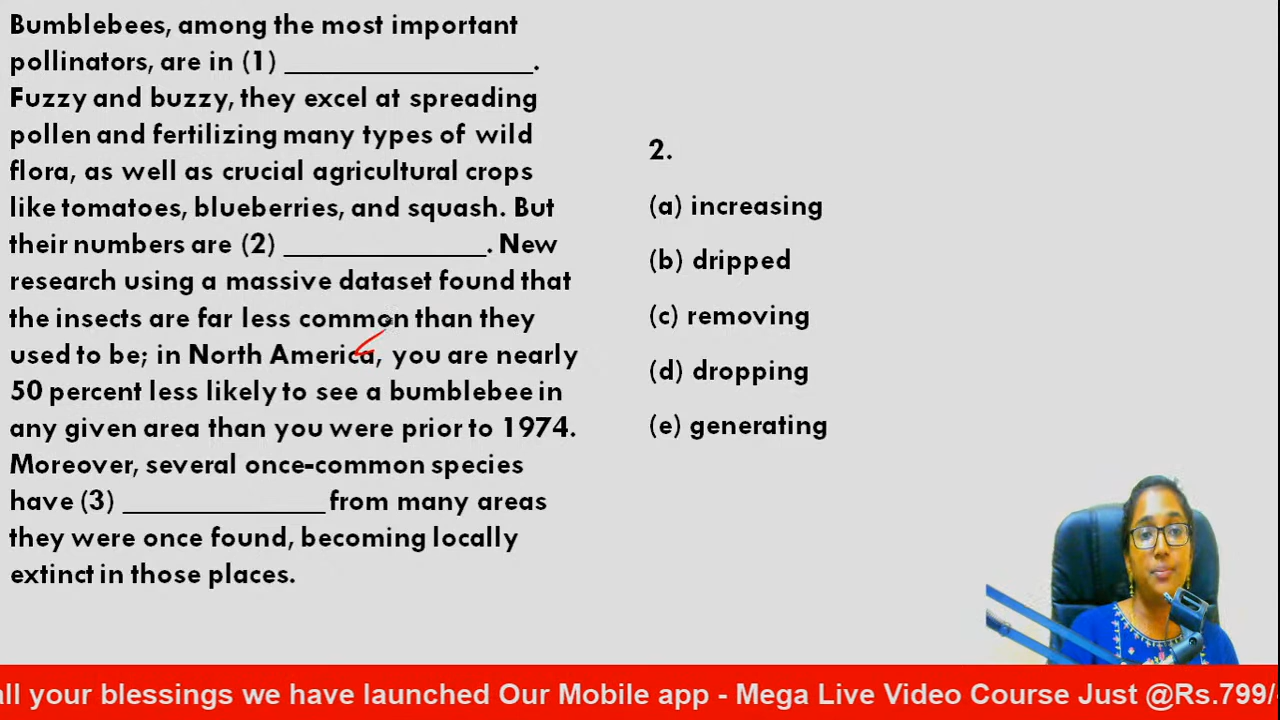 Bumblebees, among the most important
pollinators, are in (1) ________________.
Fuzzy and buzzy, they excel at spreading
pollen and fertilizing many types of wild
flora, as well as crucial agricultural crops
like tomatoes, blueberries, and squash. But
their numbers are (2) _____________. New
research using a massive dataset found that
the insects are far less common than they
used to be; in North America, you are nearly
50 percent less likely to see a bumblebee in
any given area than you were prior to 1974.
Moreover, several once-common species
have (3) _____________ from many areas
they were once found, becoming locally
extinct in those places.
2.
(a) increasing
(b) dripped
(c) removing
(d) dropping
(e) generating
all your blessings we have launched Our Mobile app - Mega Live Video Course Just @Rs.799/-